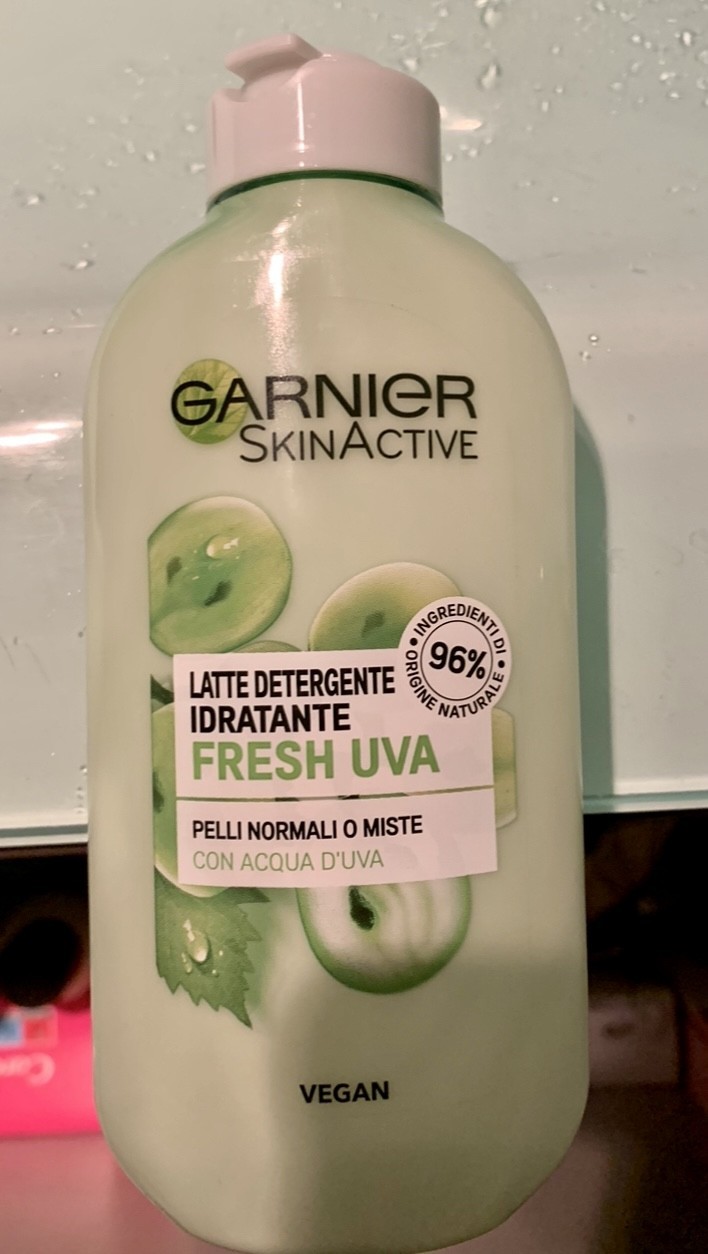 GARNIER
SKINACTIVE
INGREDIENTI DI
ORIGINE NATURALE
96%
LATTE DETERGENTE
IDRATANTE
FRESH UVA
PELLI NORMALI O MISTE
CON ACQUA D'UVA
VEGAN